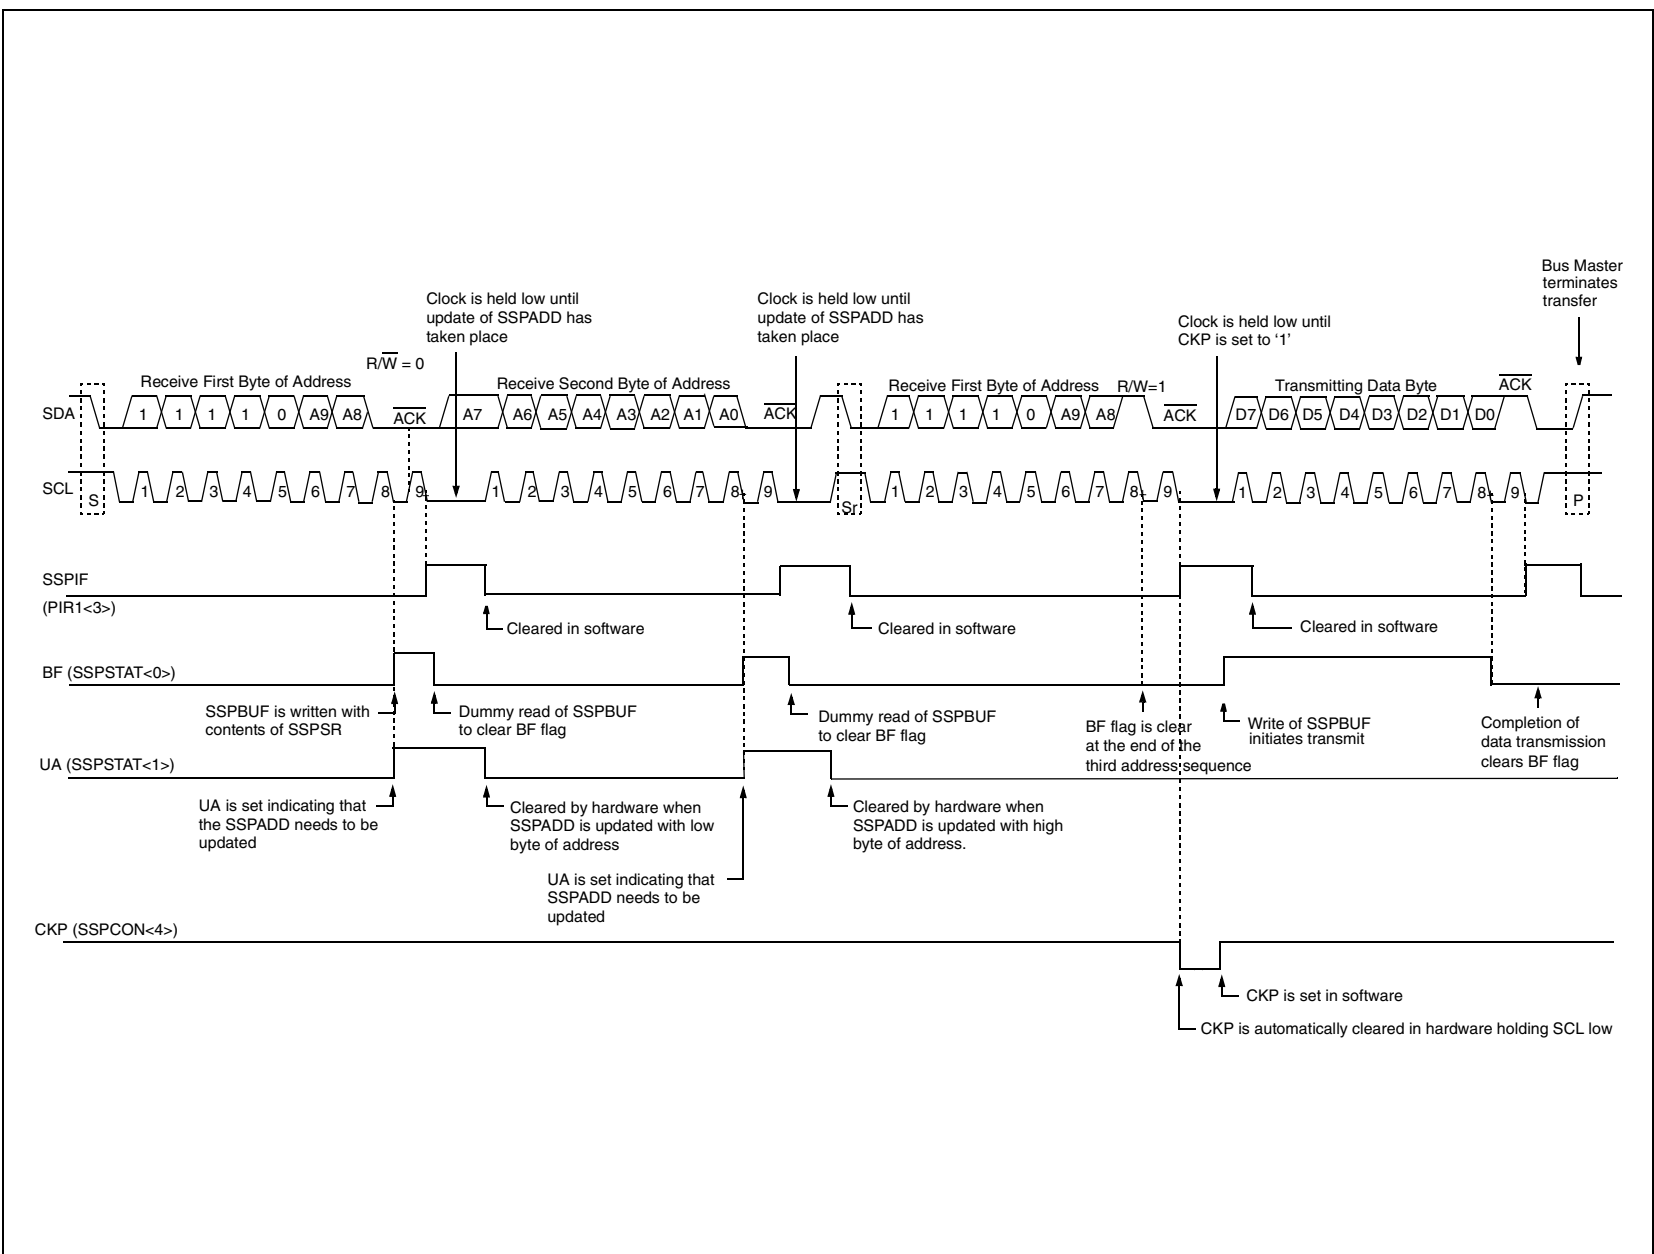 Bus Master
terminates
transfer
Clock is held low until
update of SSPADD has
taken place
Clock is held low until
update of SSPADD has
taken place
Clock is held low until
CKP is set to ‘1’
R/W = 0
Receive First Byte of Address
Receive Second Byte of Address
Receive First Byte of Address
R/W=1
Transmitting Data Byte
ACK
SDA
1 1 1 1 0 A9 A8
ACK
A7 A6 A5 A4 A3 A2 A1 A0
ACK
1 1 1 1 0 A9 A8
ACK
D7 D6 D5 D4 D3 D2 D1 D0
SCL
S
1 2 3 4 5 6 7 8 9
1 2 3 4 5 6 7 8 9
Sr
1 2 3 4 5 6 7 8 9
1 2 3 4 5 6 7 8 9
P
SSPIF
(PIR1<3>)
Cleared in software
Cleared in software
Cleared in software
BF (SSPSTAT<0>)
SSPBUF is written with
contents of SSPSR
Dummy read of SSPBUF
to clear BF flag
Dummy read of SSPBUF
to clear BF flag
BF flag is clear
at the end of the
third address sequence
Write of SSPBUF
initiates transmit
Completion of
data transmission
clears BF flag
UA (SSPSTAT<1>)
UA is set indicating that
the SSPADD needs to be
updated
Cleared by hardware when
SSPADD is updated with low
byte of address
UA is set indicating that
SSPADD needs to be
updated
Cleared by hardware when
SSPADD is updated with high
byte of address.
CKP (SSPCON<4>)
CKP is set in software
CKP is automatically cleared in hardware holding SCL low